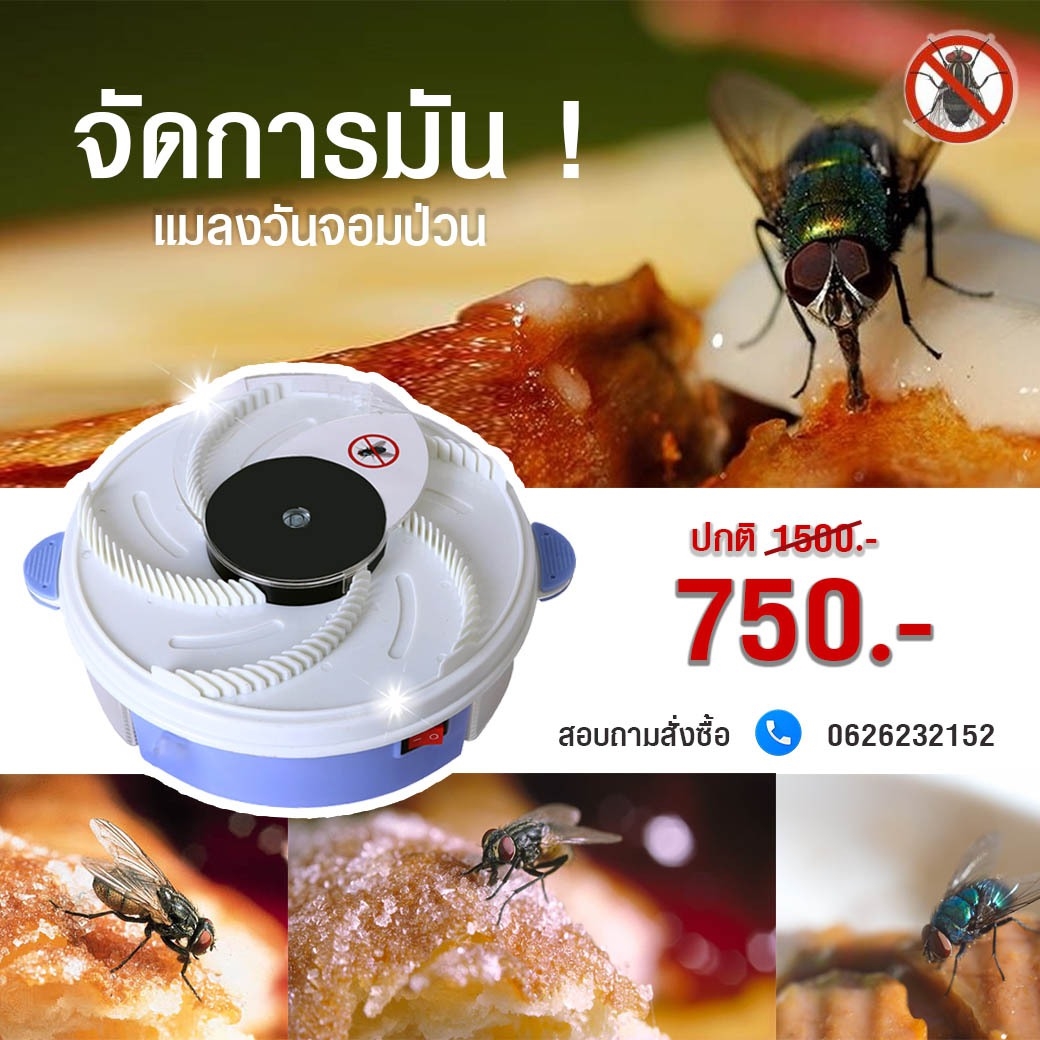 จัดการมัน !
แมลงวันจอมป่วน
ปกติ 1500.-
750.-
สอบถามสั่งซื้อ 0626232152